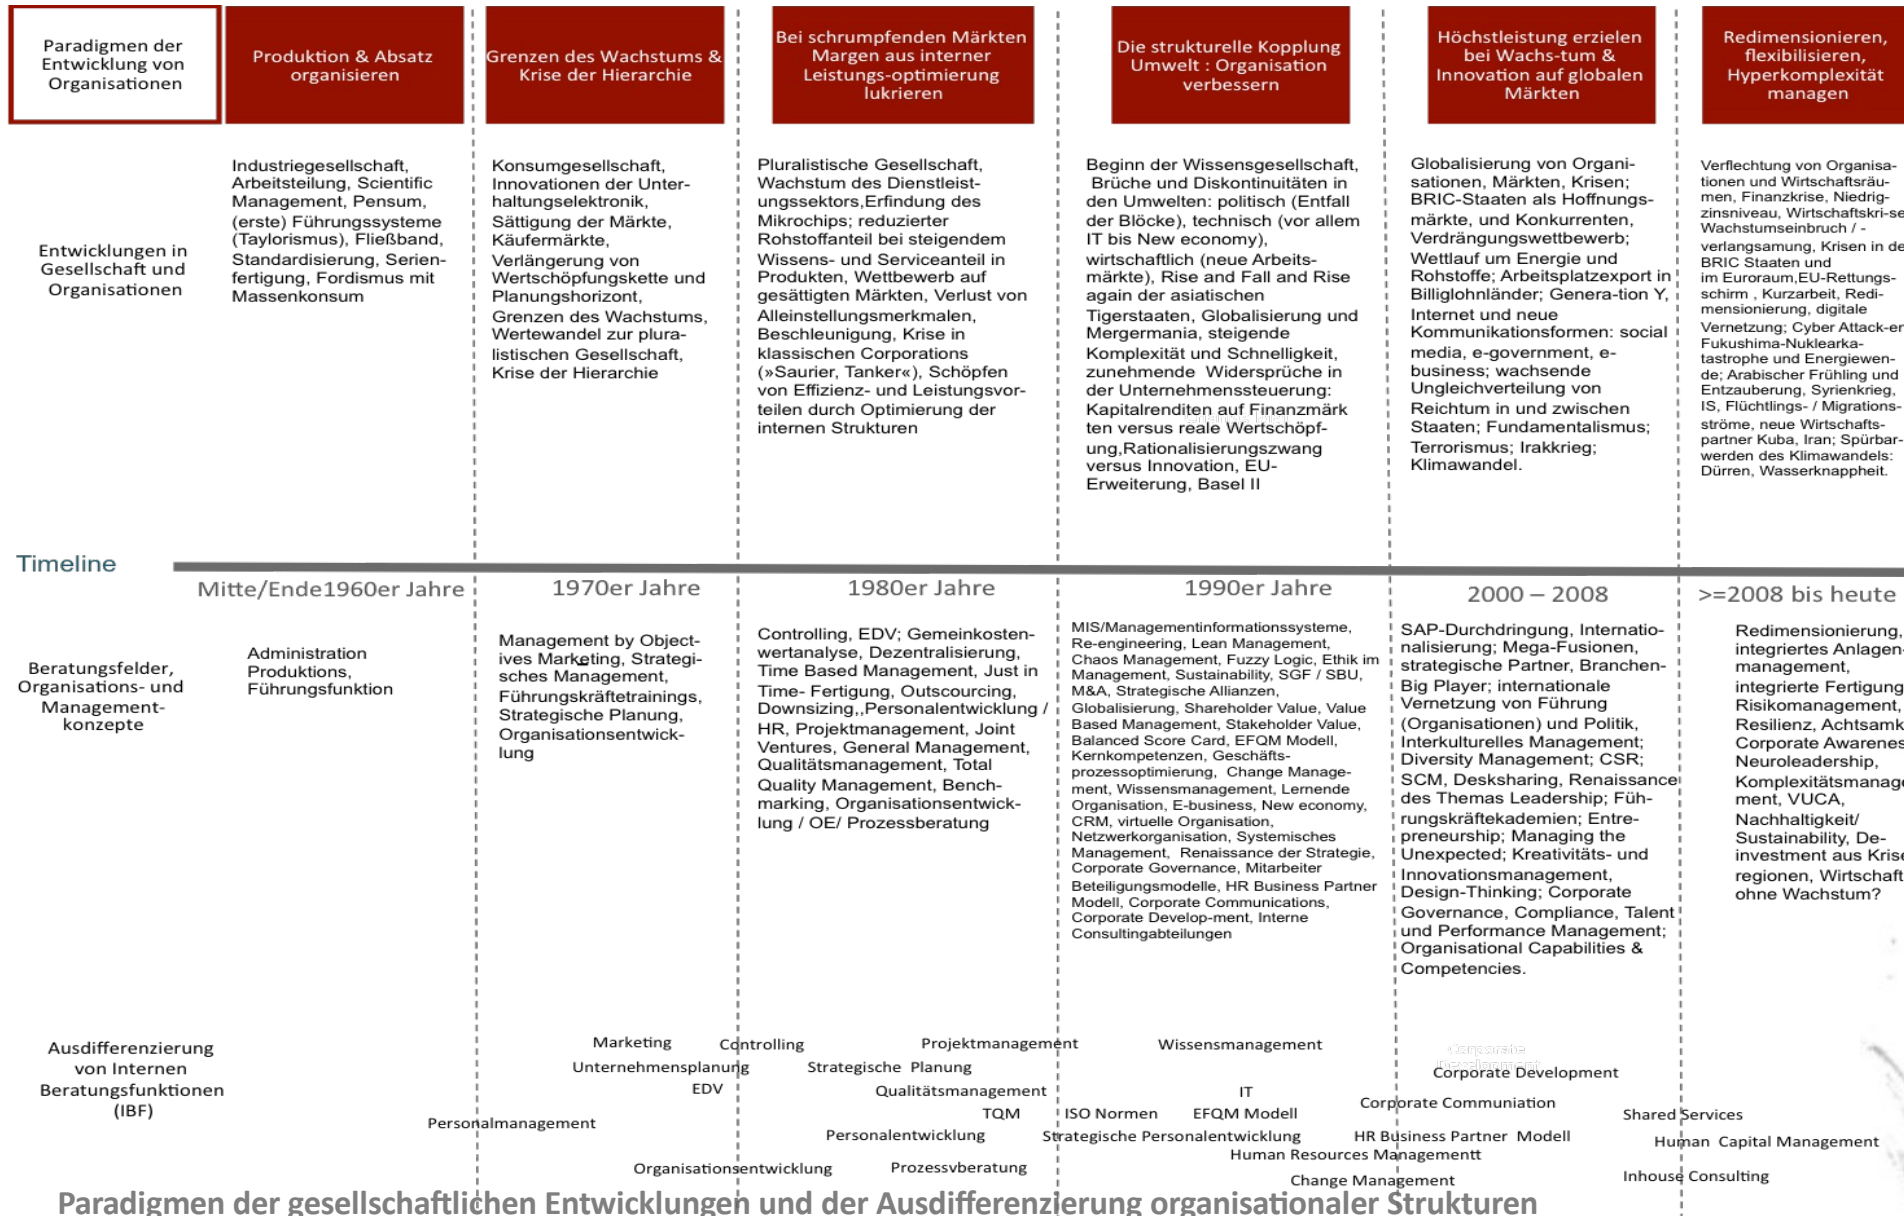 Paradigmen der
Entwicklung von
Organisationen
Produktion & Absatz
organisieren
Grenzen des Wachstums &
Krise der Hierarchie
Bei schrumpfenden Märkten
Margen aus interner
Leistungs-optimierung
lukrieren
Die strukturelle Kopplung
Umwelt : Organisation
verbessern
Höchstleistung erzielen
bei Wachs-tum &
Innovation auf globalen
Märkten
Redimensionieren,
flexibilisieren,
Hyperkomplexität
managen
Entwicklungen in
Gesellschaft und
Organisationen
Industriegesellschaft,
Arbeitsteilung, Scientific
Management, Pensum,
(erste) Führungssysteme
(Taylorismus), Fließband,
Standardisierung, Serien-
fertigung, Fordismus mit
Massenkonsum
Konsumgesellschaft,
Innovationen der Unter-
haltungselektronik,
Sättigung der Märkte,
Käufermärkte,
Verlängerung von
Wertschöpfungskette und
Planungshorizont,
Grenzen des Wachstums,
Wertewandel zur plura-
listischen Gesellschaft,
Krise der Hierarchie
Pluralistische Gesellschaft,
Wachstum des Dienstleist-
ungssektors,Erfindung des
Mikrochips; reduzierter
Rohstoffanteil bei steigendem
Wissens- und Serviceanteil in
Produkten, Wettbewerb auf
gesättigten Märkten, Verlust von
Alleinstellungsmerkmalen,
Beschleunigung, Krise in
klassischen Corporations
(»Saurier, Tanker«), Schöpfen
von Effizienz- und Leistungsvor-
teilen durch Optimierung der
internen Strukturen
Beginn der Wissensgesellschaft,
Brüche und Diskontinuitäten in
den Umwelten: politisch (Entfall
der Blöcke), technisch (vor allem
IT bis New economy),
wirtschaftlich (neue Arbeits-
märkte), Rise and Fall and Rise
again der asiatischen
Tigerstaaten, Globalisierung und
Mergermania, steigende
Komplexität und Schnelligkeit,
zunehmende Widersprüche in
der Unternehmenssteuerung:
Kapitalrenditen auf Finanzmärk
ten versus reale Wertschöpf-
ung,Rationalisierungszwang
versus Innovation, EU-
Erweiterung, Basel II
Globalisierung von Organi-
sationen, Märkten, Krisen;
BRIC-Staaten als Hoffnungs-
märkte, und Konkurrenten,
Verdrängungswettbewerb;
Wettlauf um Energie und
Rohstoffe; Arbeitsplatzexport in
Billiglohnländer; Genera-tion Y,
Internet und neue
Kommunikationsformen: social
media, e-government, e-
business; wachsende
Ungleichverteilung von
Reichtum in und zwischen
Staaten; Fundamentalismus;
Terrorismus; Irakkrieg;
Klimawandel.
Verflechtung von Organisa-
tionen und Wirtschaftsräu-
men, Finanzkrise, Niedrig-
zinsniveau, Wirtschaftskri-se
Wachstumseinbruch / -
verlangsamung, Krisen in de
BRIC Staaten und
im Euroraum,EU-Rettungs-
schirm , Kurzarbeit, Redi-
mensionierung, digitale
Vernetzung; Cyber Attack-en
Fukushima-Nuklearka-
tastrophe und Energiewen-
de; Arabischer Frühling und
Entzauberung, Syrienkrieg,
IS, Flüchtlings- / Migrations-
ströme, neue Wirtschafts-
partner Kuba, Iran; Spürbar-
werden des Klimawandels:
Dürren, Wasserknappheit.
Timeline
Mitte/Ende1960er Jahre
1970er Jahre
1980er Jahre
1990er Jahre
2000 – 2008
>=2008 bis heute
Beratungsfelder,
Organisations- und
Management-
konzepte
Administration
Produktions,
Führungsfunktion
Management by Object-
ives Marketing, Strategi-
sches Management,
Führungskräftetrainings,
Strategische Planung,
Organisationsentwick-
lung
Controlling, EDV; Gemeinkosten-
wertanalyse, Dezentralisierung,
Time Based Management, Just in
Time- Fertigung, Outscourcing,
Downsizing,,Personalentwicklung /
HR, Projektmanagement, Joint
Ventures, General Management,
Qualitätsmanagement, Total
Quality Management, Bench-
marking, Organisationsentwick-
lung / OE/ Prozessberatung
MIS/Managementinformationssysteme,
Re-engineering, Lean Management,
Chaos Management, Fuzzy Logic, Ethik im
Management, Sustainability, SGF / SBU,
M&A, Strategische Allianzen,
Globalisierung, Shareholder Value, Value
Based Management, Stakeholder Value,
Balanced Score Card, EFQM Modell,
Kernkompetenzen, Geschäfts-
prozessoptimierung, Change Manage-
ment, Wissensmanagement, Lernende
Organisation, E-business, New economy,
CRM, virtuelle Organisation,
Netzwerkorganisation, Systemisches
Management, Renaissance der Strategie,
Corporate Governance, Mitarbeiter
Beteiligungsmodelle, HR Business Partner
Modell, Corporate Communications,
Corporate Develop-ment, Interne
Consultingabteilungen
SAP-Durchdringung, Internatio-
nalisierung; Mega-Fusionen,
strategische Partner, Branchen-
Big Player; internationale
Vernetzung von Führung
(Organisationen) und Politik,
Interkulturelles Management;
Diversity Management; CSR;
SCM, Desksharing, Renaissance
des Themas Leadership; Füh-
rungskräftekademien; Entre-
preneurship; Managing the
Unexpected; Kreativitäts- und
Innovationsmanagement,
Design-Thinking; Corporate
Governance, Compliance, Talent
und Performance Management;
Organisational Capabilities &
Competencies.
Redimensionierung,
integriertes Anlagen-
management,
integrierte Fertigung
Risikomanagement,
Resilienz, Achtsamk
Corporate Awarenes
Neuroleadership,
Komplexitätsmanage
ment, VUCA,
Nachhaltigkeit/
Sustainability, De-
investment aus Krise
regionen, Wirtschaft
ohne Wachstum?
Ausdifferenzierung
von Internen
Beratungsfunktionen
(IBF)
Marketing
Controlling
Projektmanagement
Wissensmanagement
Corporate
Development
Unternehmensplanung
Strategische Planung
Corporate Development
EDV
Qualitätsmanagement
IT
Corporate Communiation
TQM
ISO Normen
EFQM Modell
Shared Services
Personalmanagement
Personalentwicklung
Strategische Personalentwicklung
HR Business Partner Modell
Human Capital Management
Human Resources Managementt
Organisationsentwicklung
Prozessvberatung
Change Management
Inhouse Consulting
Paradigmen der gesellschaftlichen Entwicklungen und der Ausdifferenzierung organisationaler Strukturen